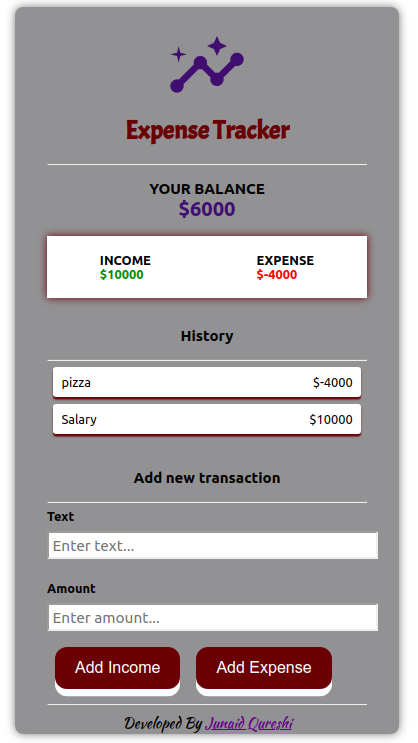 Expense Tracker
YOUR BALANCE
$6000
INCOME EXPENSE
$10000 $-4000
History
pizza $-4000
Salary $10000
Add new transaction
Text
Enter text...
Amount
Enter amount...
Add Income Add Expense
Developed By Junaid Qureshi